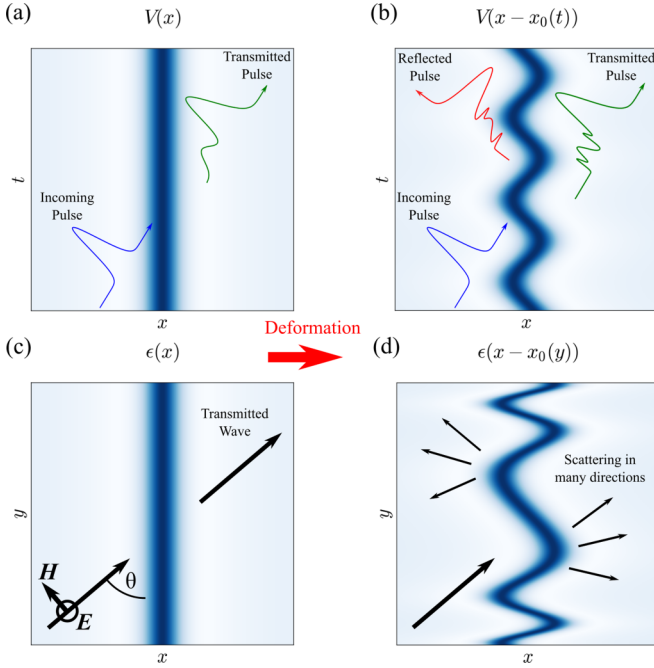 (a)
V(x)
Transmitted
Pulse
Incoming
Pulse
t
x
(b)
V(x − x₀(t))
Reflected
Pulse
Transmitted
Pulse
Incoming
Pulse
t
x
Deformation
(c)
ϵ(x)
Transmitted
Wave
H
E
θ
y
x
(d)
ϵ(x − x₀(y))
Scattering in
many directions
y
x